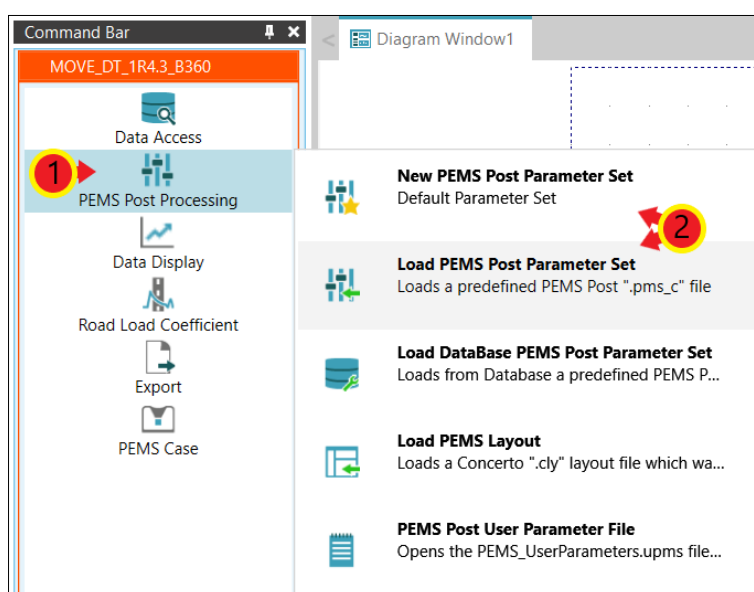 Command Bar
MOVE_DT_1R4.3_B360
Data Access
1
PEMS Post Processing
Data Display
Road Load Coefficient
Export
PEMS Case
< Diagram Window1
New PEMS Post Parameter Set
Default Parameter Set
2
Load PEMS Post Parameter Set
Loads a predefined PEMS Post ".pms_c" file
Load DataBase PEMS Post Parameter Set
Loads from Database a predefined PEMS P...
Load PEMS Layout
Loads a Concerto ".cly" layout file which wa...
PEMS Post User Parameter File
Opens the PEMS_UserParameters.upms file...